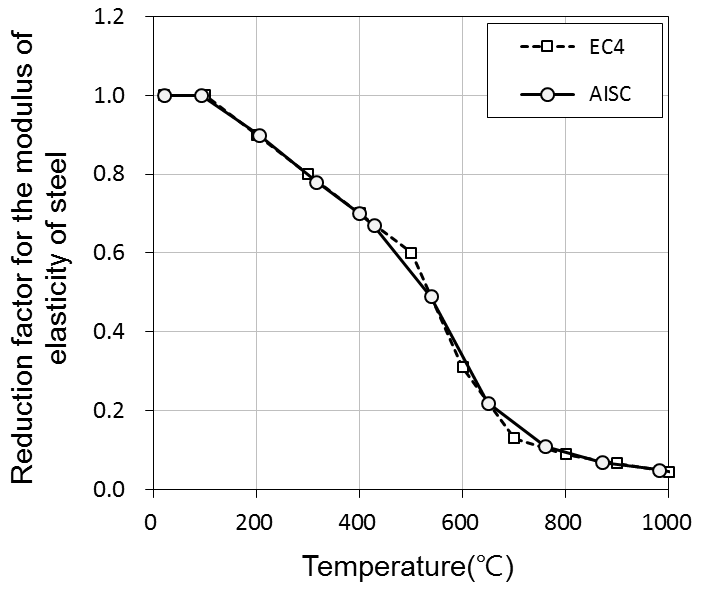 1.2
1.0
0.8
0.6
0.4
0.2
0.0
Reduction factor for the modulus of
elasticity of steel
EC4
AISC
0 200 400 600 800 1000
Temperature(℃)